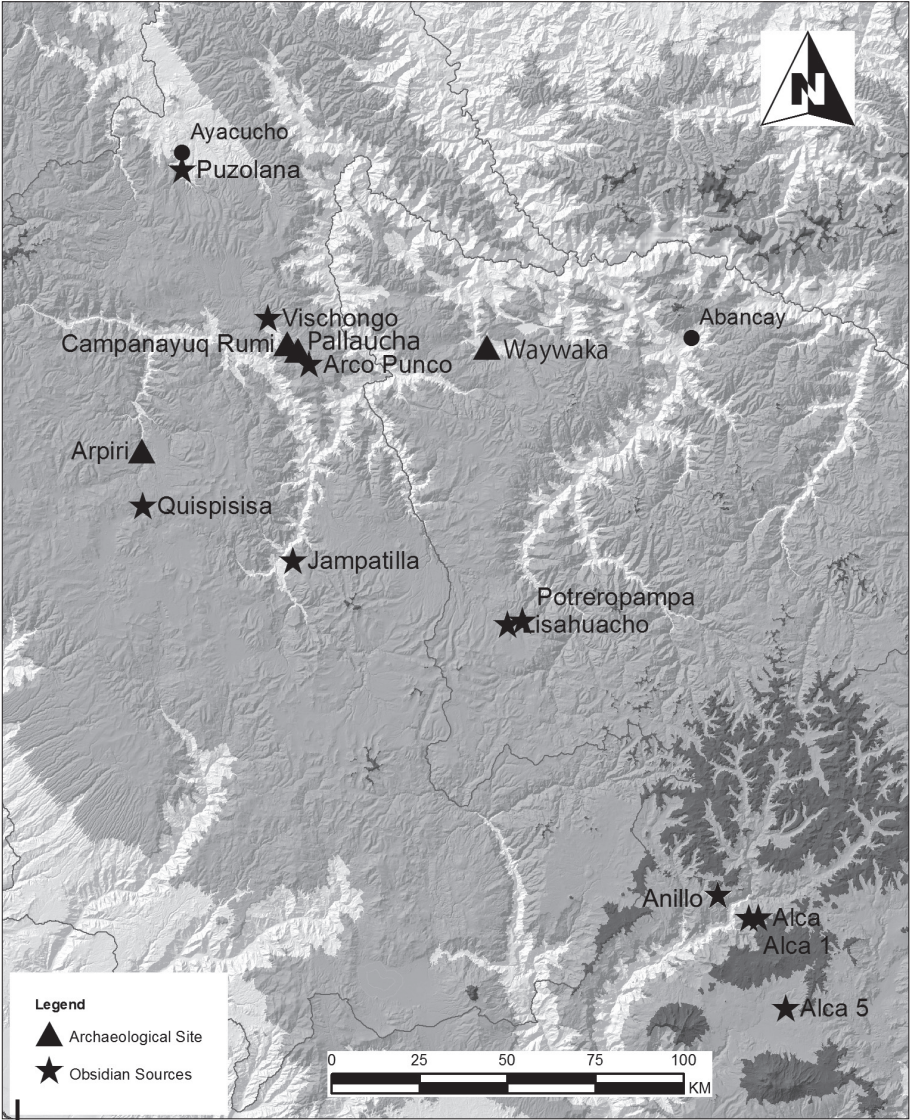 N
Ayacucho
Puzolana
Vischongo
Abancay
Campanayuq Rumi
Pallaucha
Waywaka
Arco Punco
Arpiri
Quispisisa
Jampatilla
Potreropampa
Lisahuacho
Anillo
Alca
Alca 1
Alca 5
Legend
Archaeological Site
Obsidian Sources
0 25 50 75 100
KM